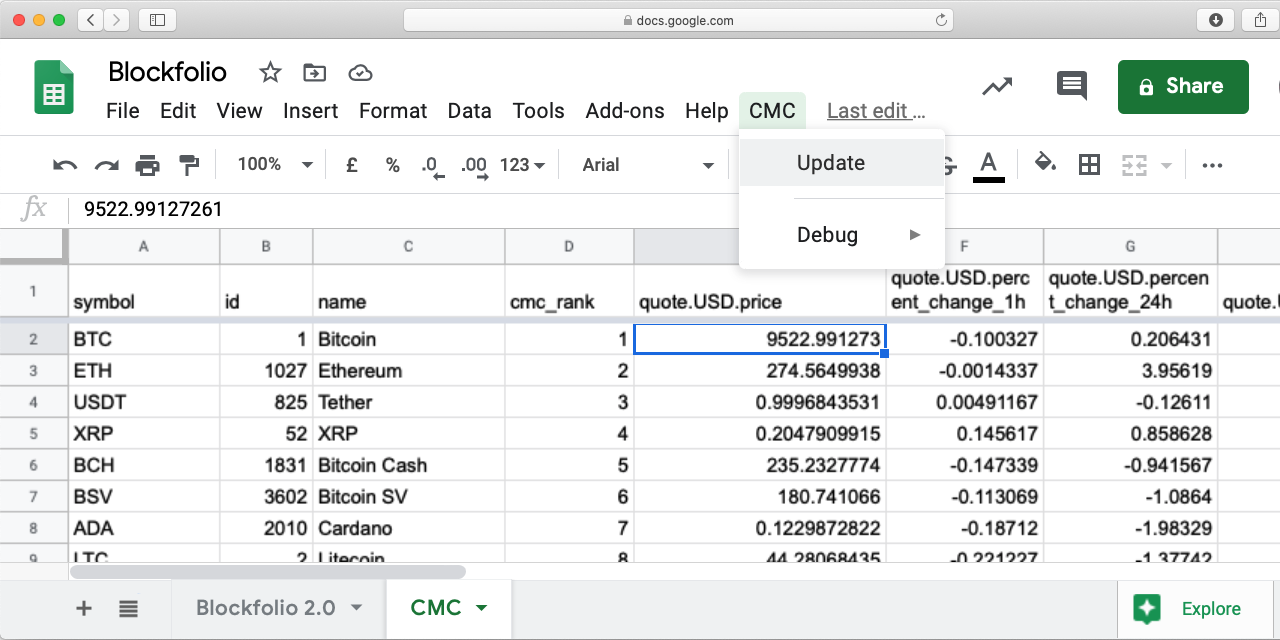 docs.google.com
Blockfolio
File Edit View Insert Format Data Tools Add-ons Help CMC Last edit ...
Share
100% £ % .0 .00 123 Arial
S A
Update
Debug
fx 9522.99127261
A B C D F G
1 symbol id name cmc_rank quote.USD.price quote.USD.perc
ent_change_1h quote.USD.percen
t_change_24h quote.U
2 BTC 1 Bitcoin 1 9522.991273 -0.100327 0.206431
3 ETH 1027 Ethereum 2 274.5649938 -0.0014337 3.95619
4 USDT 825 Tether 3 0.9996843531 0.00491167 -0.12611
5 XRP 52 XRP 4 0.2047909915 0.145617 0.858628
6 BCH 1831 Bitcoin Cash 5 235.2327774 -0.147339 -0.941567
7 BSV 3602 Bitcoin SV 6 180.741066 -0.113069 -1.0864
8 ADA 2010 Cardano 7 0.1229872822 -0.18712 -1.98329
9 LTC 2 Litecoin 8 44.28068435 -0.221227 -1.37742
Blockfolio 2.0 CMC Explore